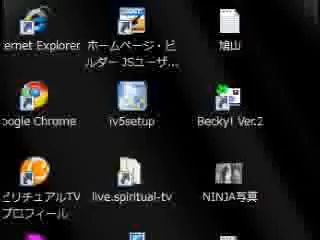 ernet Explorer
ホームページ・ビ
ルダー JSユーザ...
鳩山
oogle Chrome
iv5setup
Becky! Ver.2
ピリチュアルTV
プロフィール
live.spiritual-tv
NINJA写真